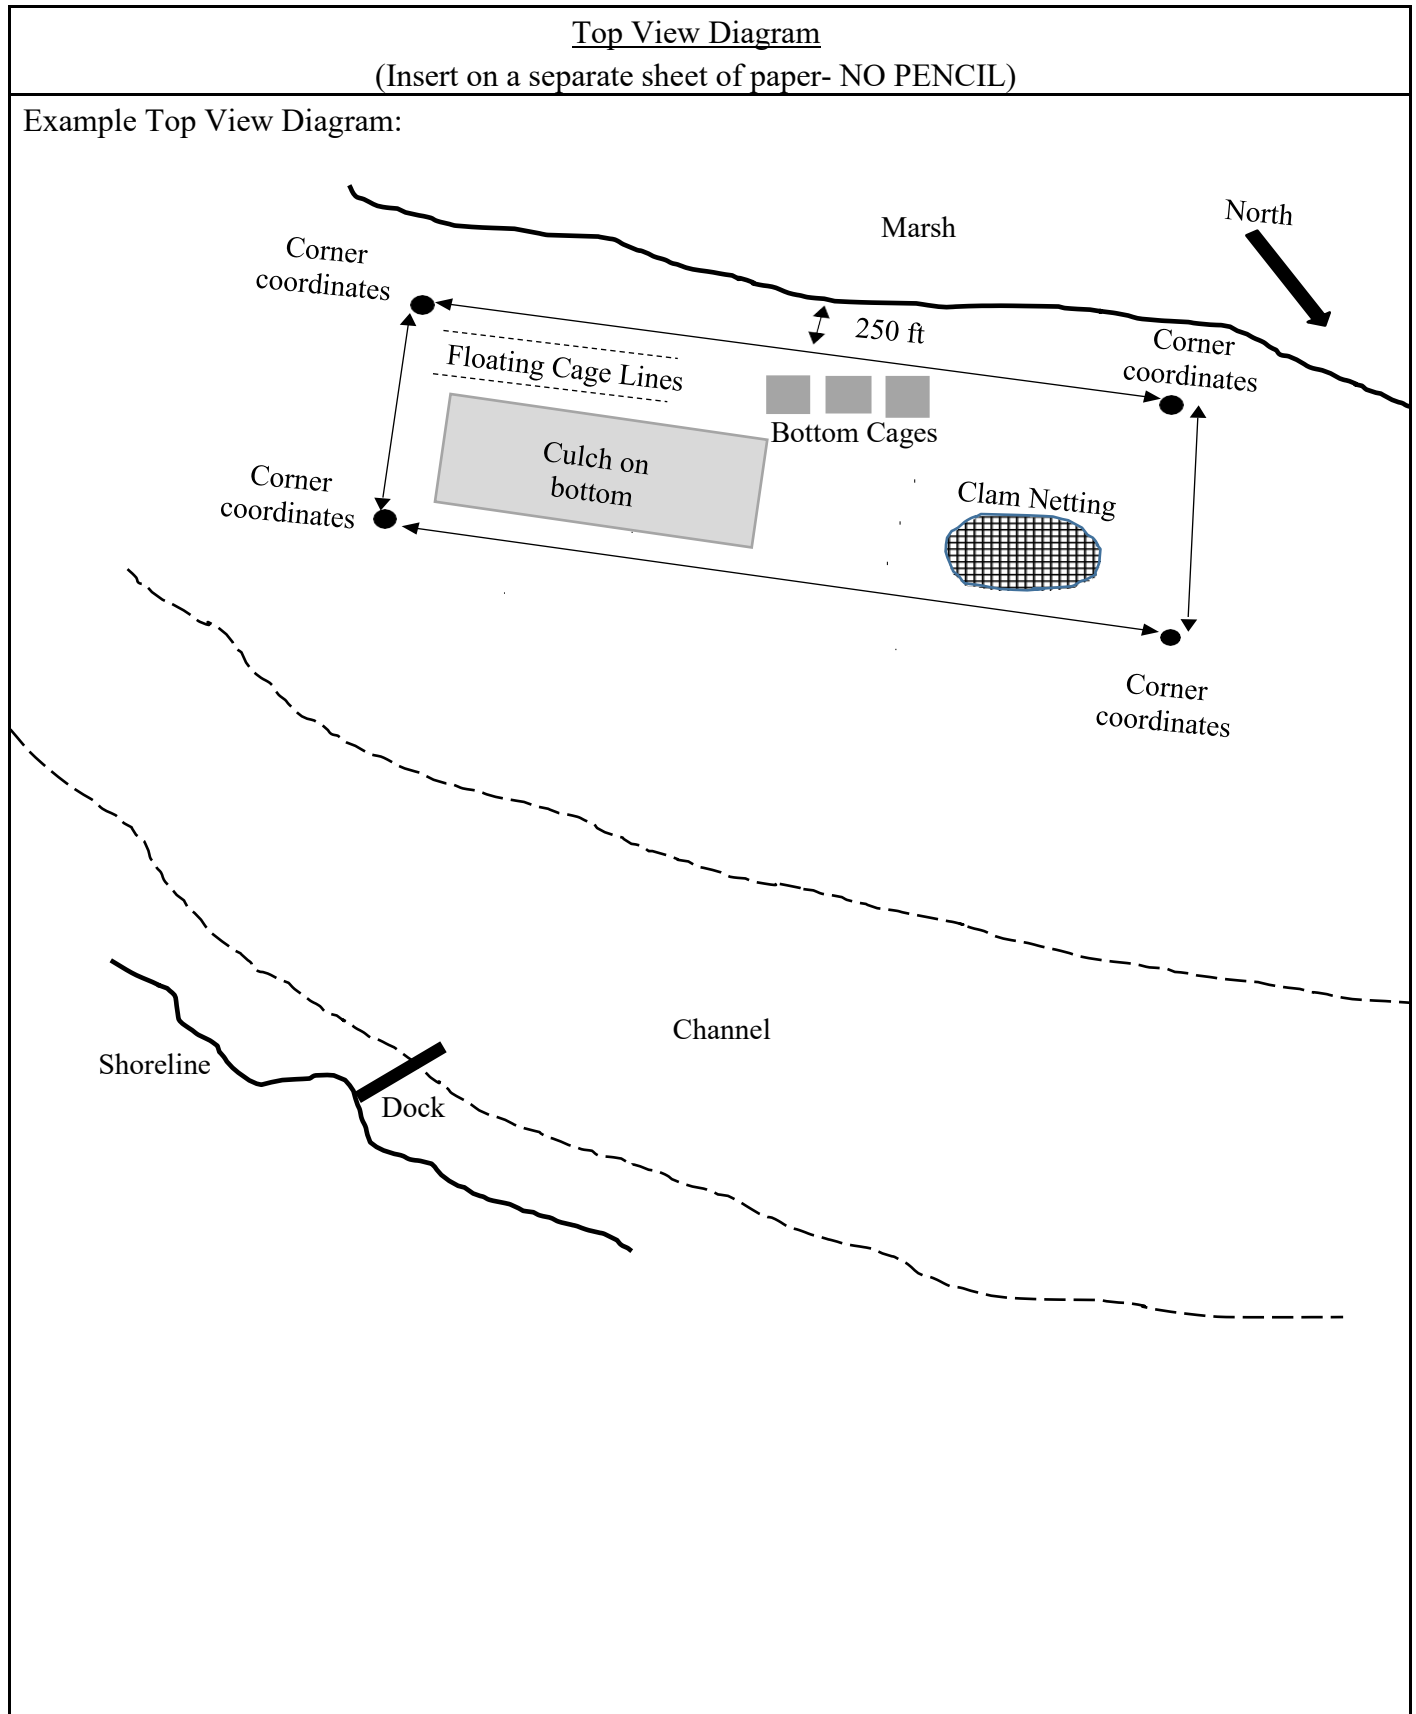 Top View Diagram
(Insert on a separate sheet of paper- NO PENCIL)
Example Top View Diagram:
North
Marsh
Corner
coordinates
250 ft
Corner
coordinates
Floating Cage Lines
Bottom Cages
Culch on
bottom
Corner
coordinates
Clam Netting
Corner
coordinates
Channel
Shoreline
Dock